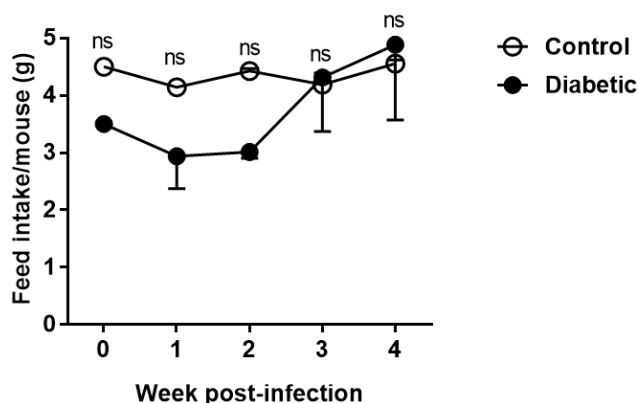 Feed intake/mouse (g)
5
4
3
2
1
0
ns
ns
ns
ns
ns
0 1 2 3 4
Week post-infection
Control
Diabetic